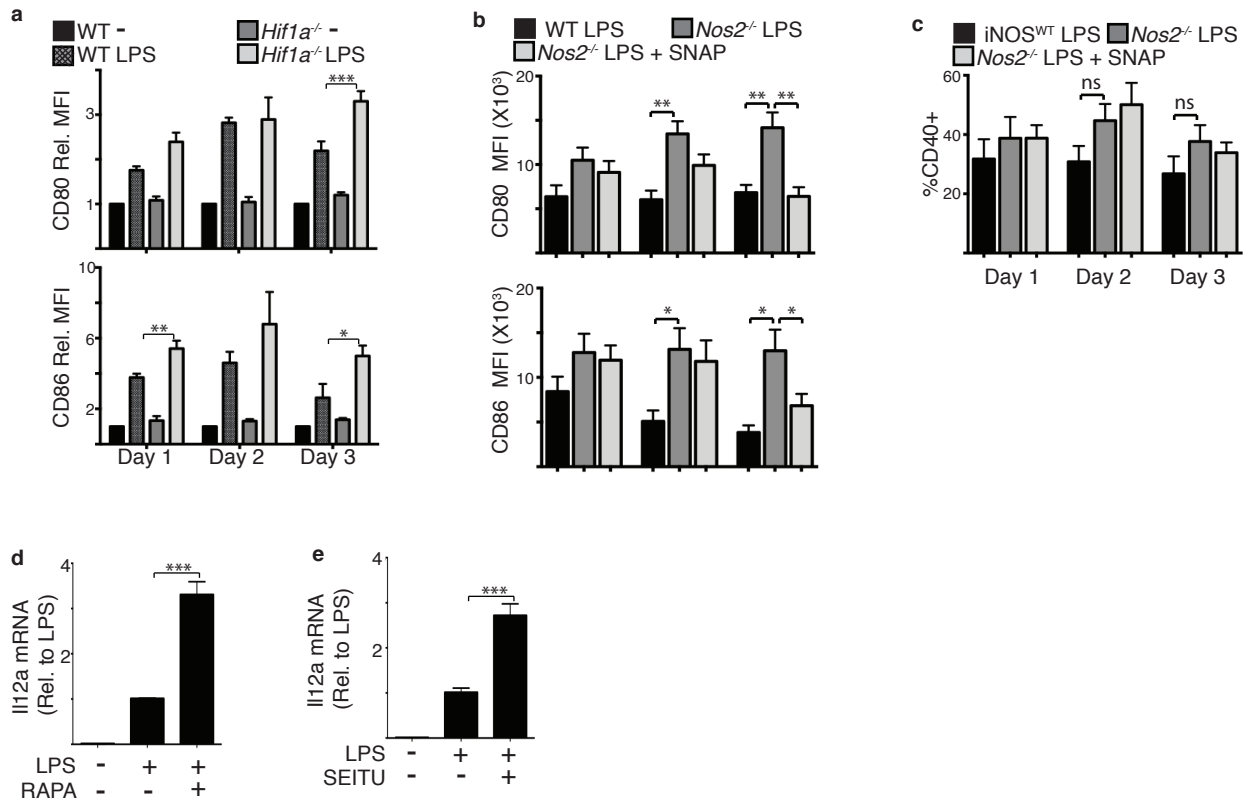 a
WT -
Hif1a-/- -
WT LPS
Hif1a-/- LPS
CD80 Rel. MFI
3
1
***
CD86 Rel. MFI
10
6
2
**
*
Day 1
Day 2
Day 3
b
WT LPS
Nos2-/- LPS
Nos2-/- LPS + SNAP
CD80 MFI (X10³)
20
10
**
**
**
CD86 MFI (X10³)
20
10
*
*
*
c
iNOSWT LPS
Nos2-/- LPS
Nos2-/- LPS + SNAP
%CD40+
60
40
20
ns
ns
Day 1
Day 2
Day 3
d
Il12a mRNA
(Rel. to LPS)
4
2
***
LPS - + +
RAPA - - +
e
Il12a mRNA
(Rel. to LPS)
4
2
***
LPS - + +
SEITU - - +